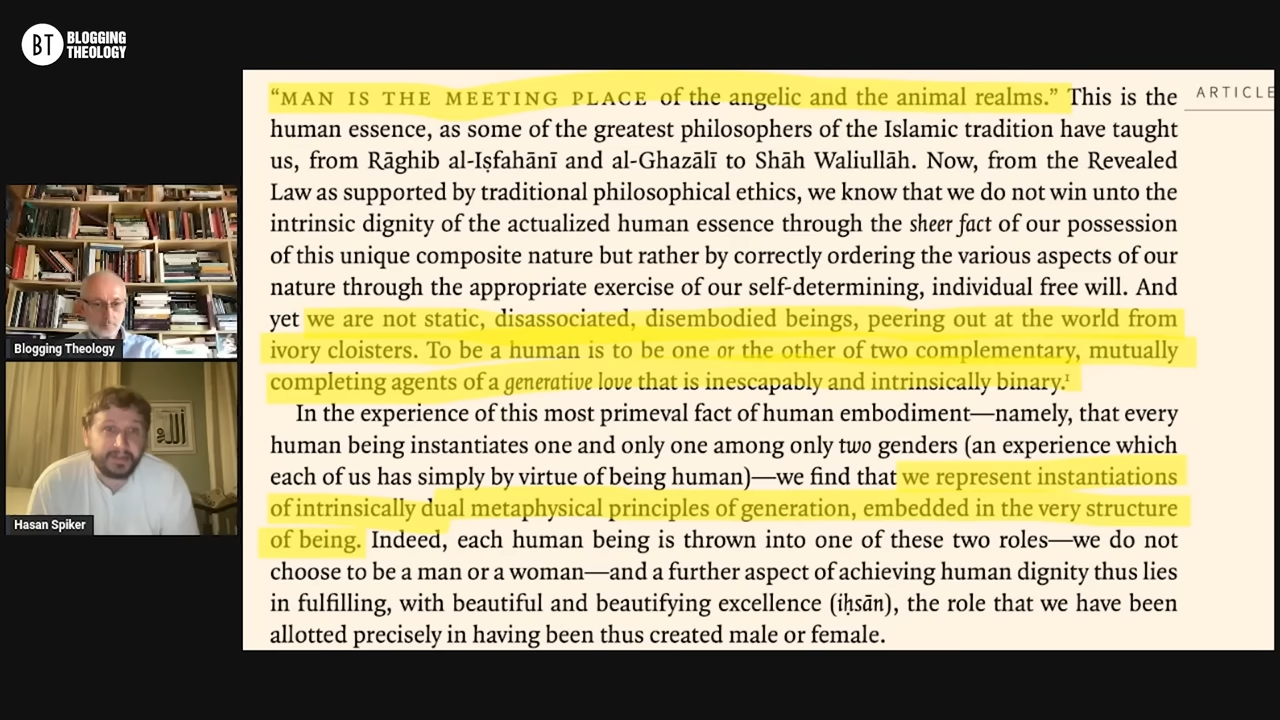 BT BLOGGING
THEOLOGY
“MAN IS THE MEETING PLACE of the angelic and the animal realms.” This is the
human essence, as some of the greatest philosophers of the Islamic tradition have taught
us, from Rāghib al-Iṣfahānī and al-Ghazālī to Shāh Waliullāh. Now, from the Revealed
Law as supported by traditional philosophical ethics, we know that we do not win unto the
intrinsic dignity of the actualized human essence through the sheer fact of our possession
of this unique composite nature but rather by correctly ordering the various aspects of our
nature through the appropriate exercise of our self-determining, individual free will. And
yet we are not static, disassociated, disembodied beings, peering out at the world from
ivory cloisters. To be a human is to be one or the other of two complementary, mutually
completing agents of a generative love that is inescapably and intrinsically binary.¹
In the experience of this most primeval fact of human embodiment—namely, that every
human being instantiates one and only one among only two genders (an experience which
each of us has simply by virtue of being human)—we find that we represent instantiations
of intrinsically dual metaphysical principles of generation, embedded in the very structure
of being. Indeed, each human being is thrown into one of these two roles—we do not
choose to be a man or a woman—and a further aspect of achieving human dignity thus lies
in fulfilling, with beautiful and beautifying excellence (iḥsān), the role that we have been
allotted precisely in having been thus created male or female.
ARTICLE
Blogging Theology
الله
Hasan Spiker